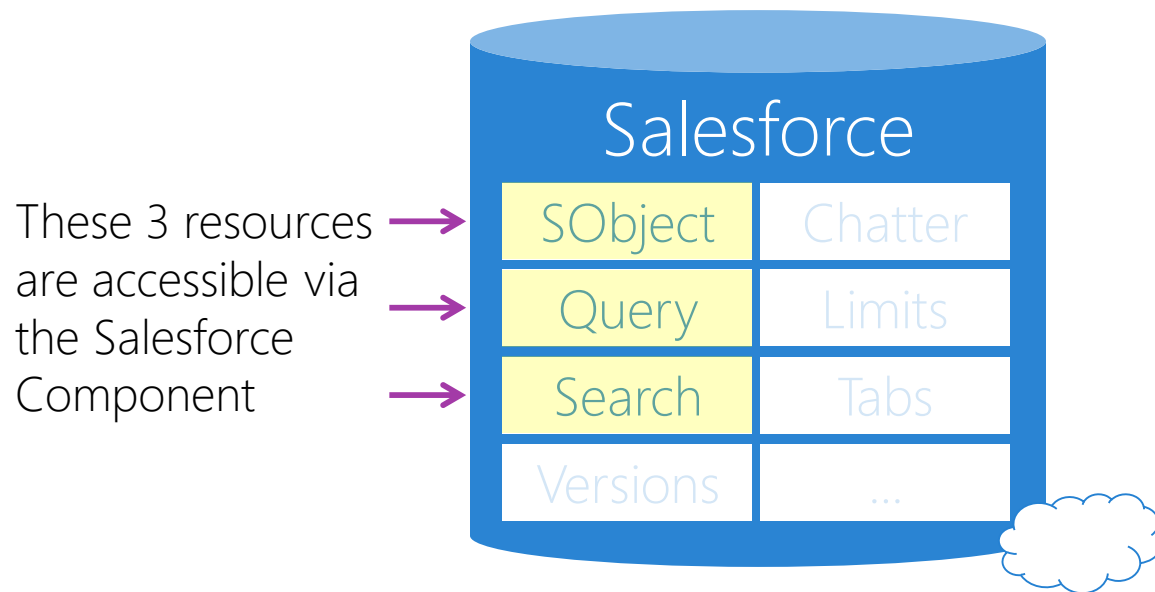 Salesforce
These 3 resources
are accessible via
the Salesforce
Component
SObject
Chatter
Query
Limits
Search
Tabs
Versions
...